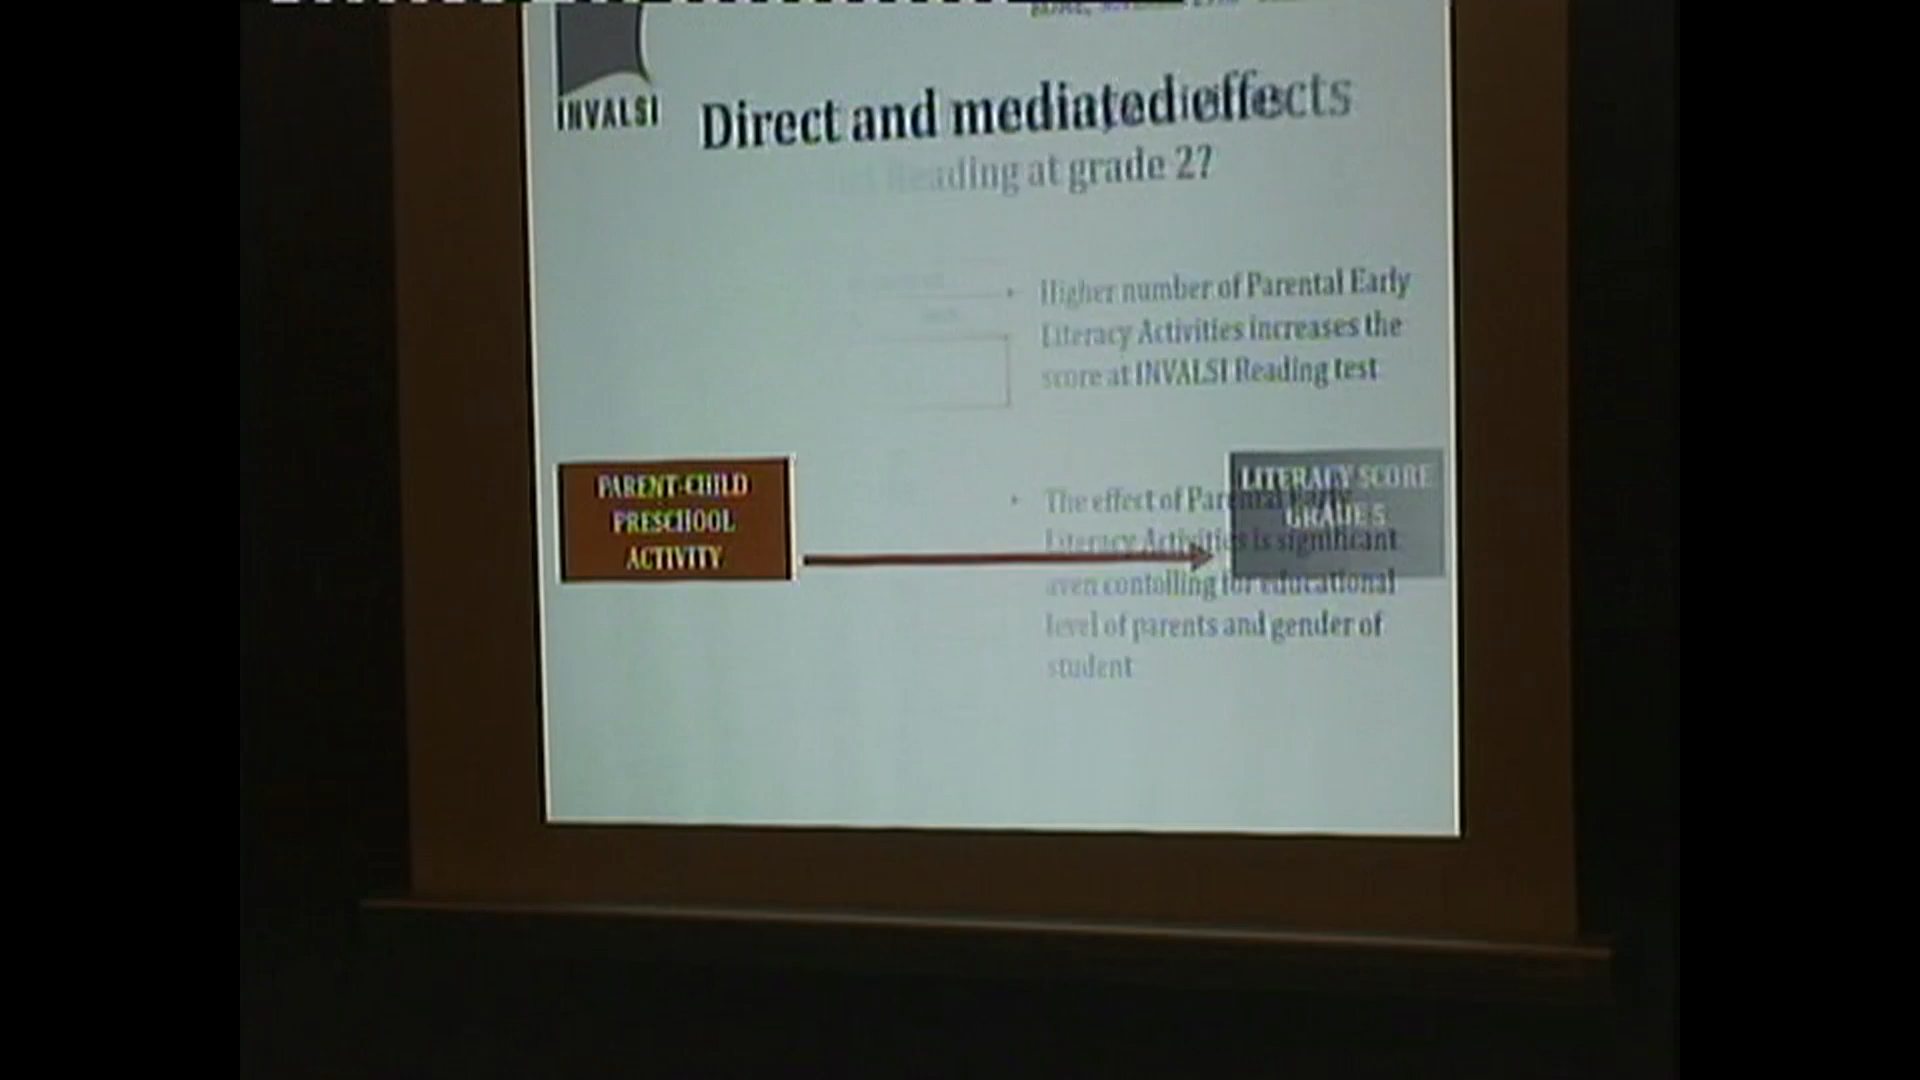 INVALSI
Direct and mediated effects
Reading at grade 2?
• Higher number of Parental Early
Literacy Activities increases the
score at INVALSI Reading test
PARENT-CHILD
PRESCHOOL
ACTIVITY
LITERACY SCORE
GRADE 5
• The effect of Parental Early
Literacy Activities is significant
even contolling for educational
level of parents and gender of
student